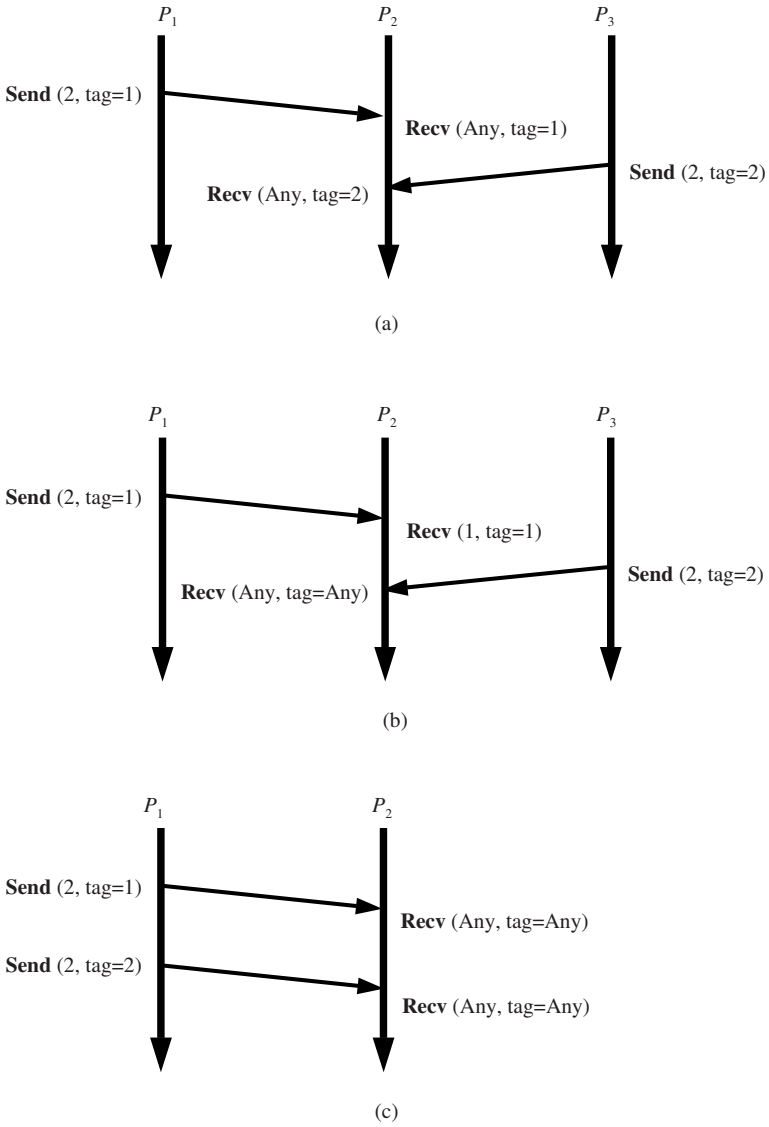 P1 P2 P3
Send (2, tag=1)
Recv (Any, tag=1)
Send (2, tag=2)
Recv (Any, tag=2)
(a)
P1 P2 P3
Send (2, tag=1)
Recv (1, tag=1)
Send (2, tag=2)
Recv (Any, tag=Any)
(b)
P1 P2
Send (2, tag=1)
Recv (Any, tag=Any)
Send (2, tag=2)
Recv (Any, tag=Any)
(c)